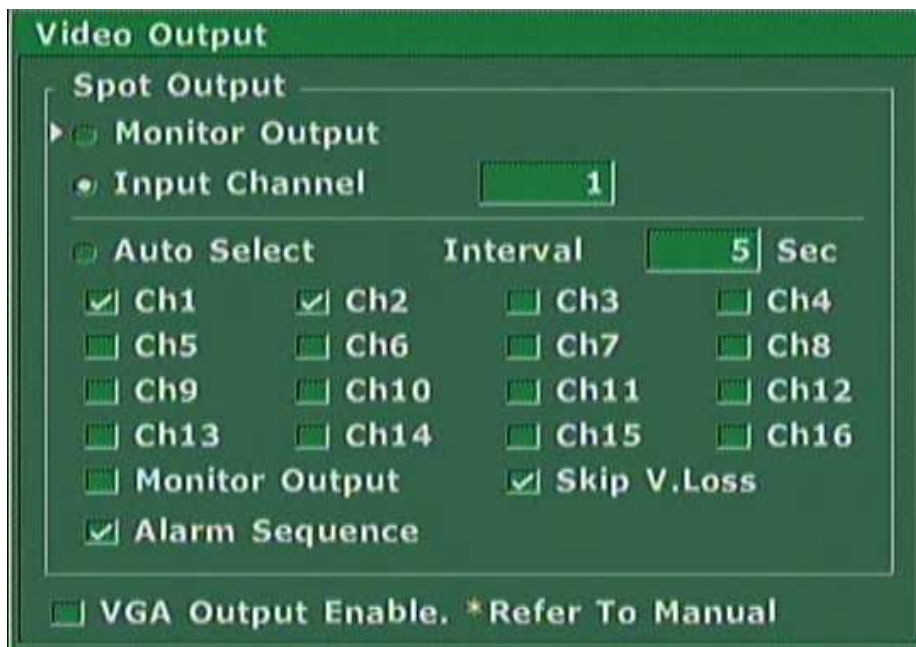 Video Output
Spot Output
Monitor Output
Input Channel 1
Auto Select Interval 5 Sec
Ch1 Ch2 Ch3 Ch4
Ch5 Ch6 Ch7 Ch8
Ch9 Ch10 Ch11 Ch12
Ch13 Ch14 Ch15 Ch16
Monitor Output Skip V.Loss
Alarm Sequence
VGA Output Enable. *Refer To Manual